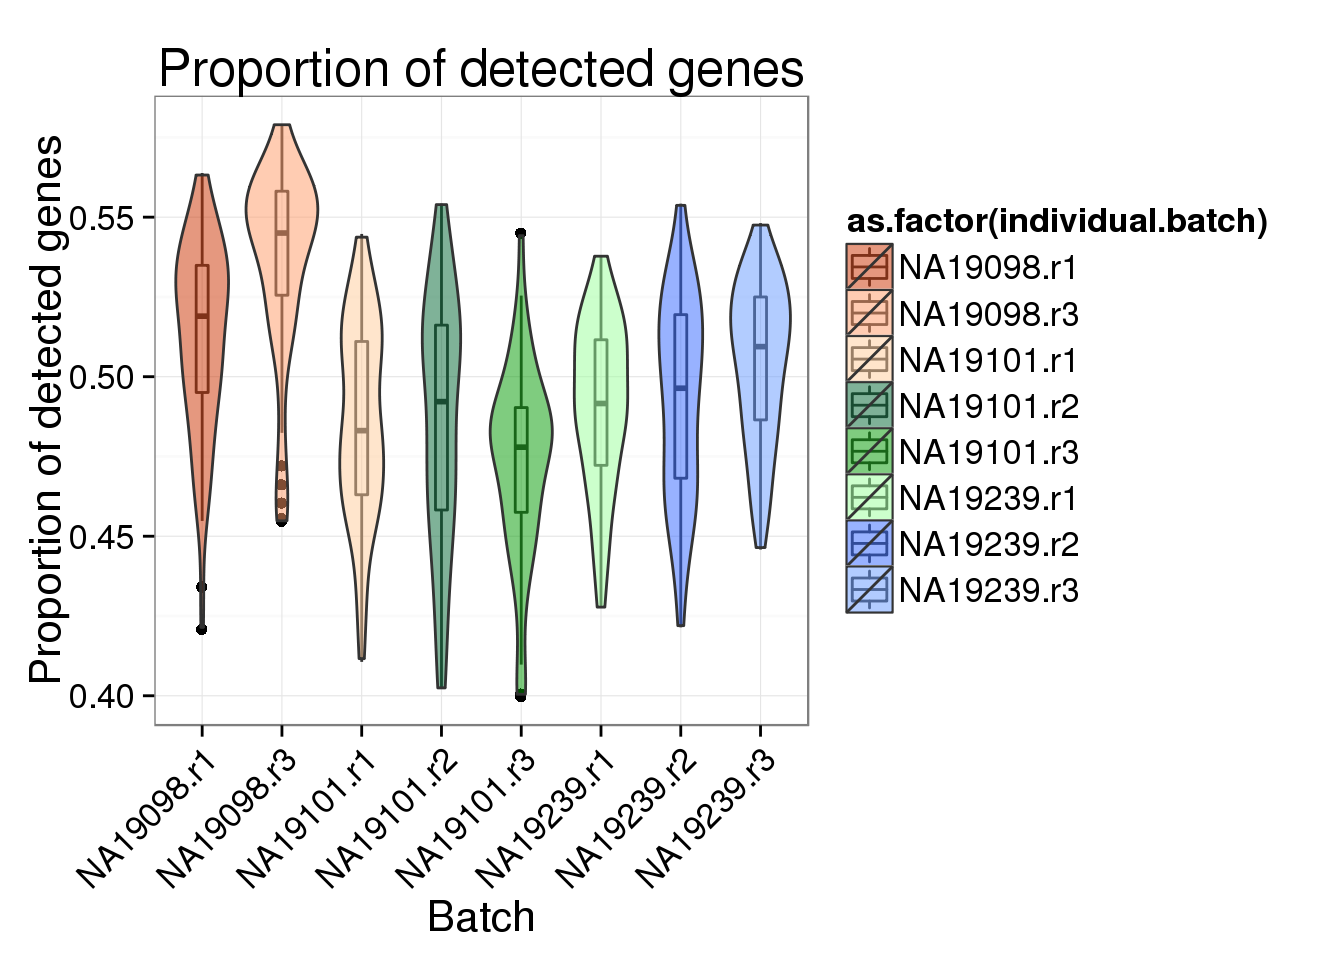 Proportion of detected genes
Proportion of detected genes
0.55
0.50
0.45
0.40
NA19098.r1
NA19098.r3
NA19101.r1
NA19101.r2
NA19101.r3
NA19239.r1
NA19239.r2
NA19239.r3
Batch
as.factor(individual.batch)
NA19098.r1
NA19098.r3
NA19101.r1
NA19101.r2
NA19101.r3
NA19239.r1
NA19239.r2
NA19239.r3